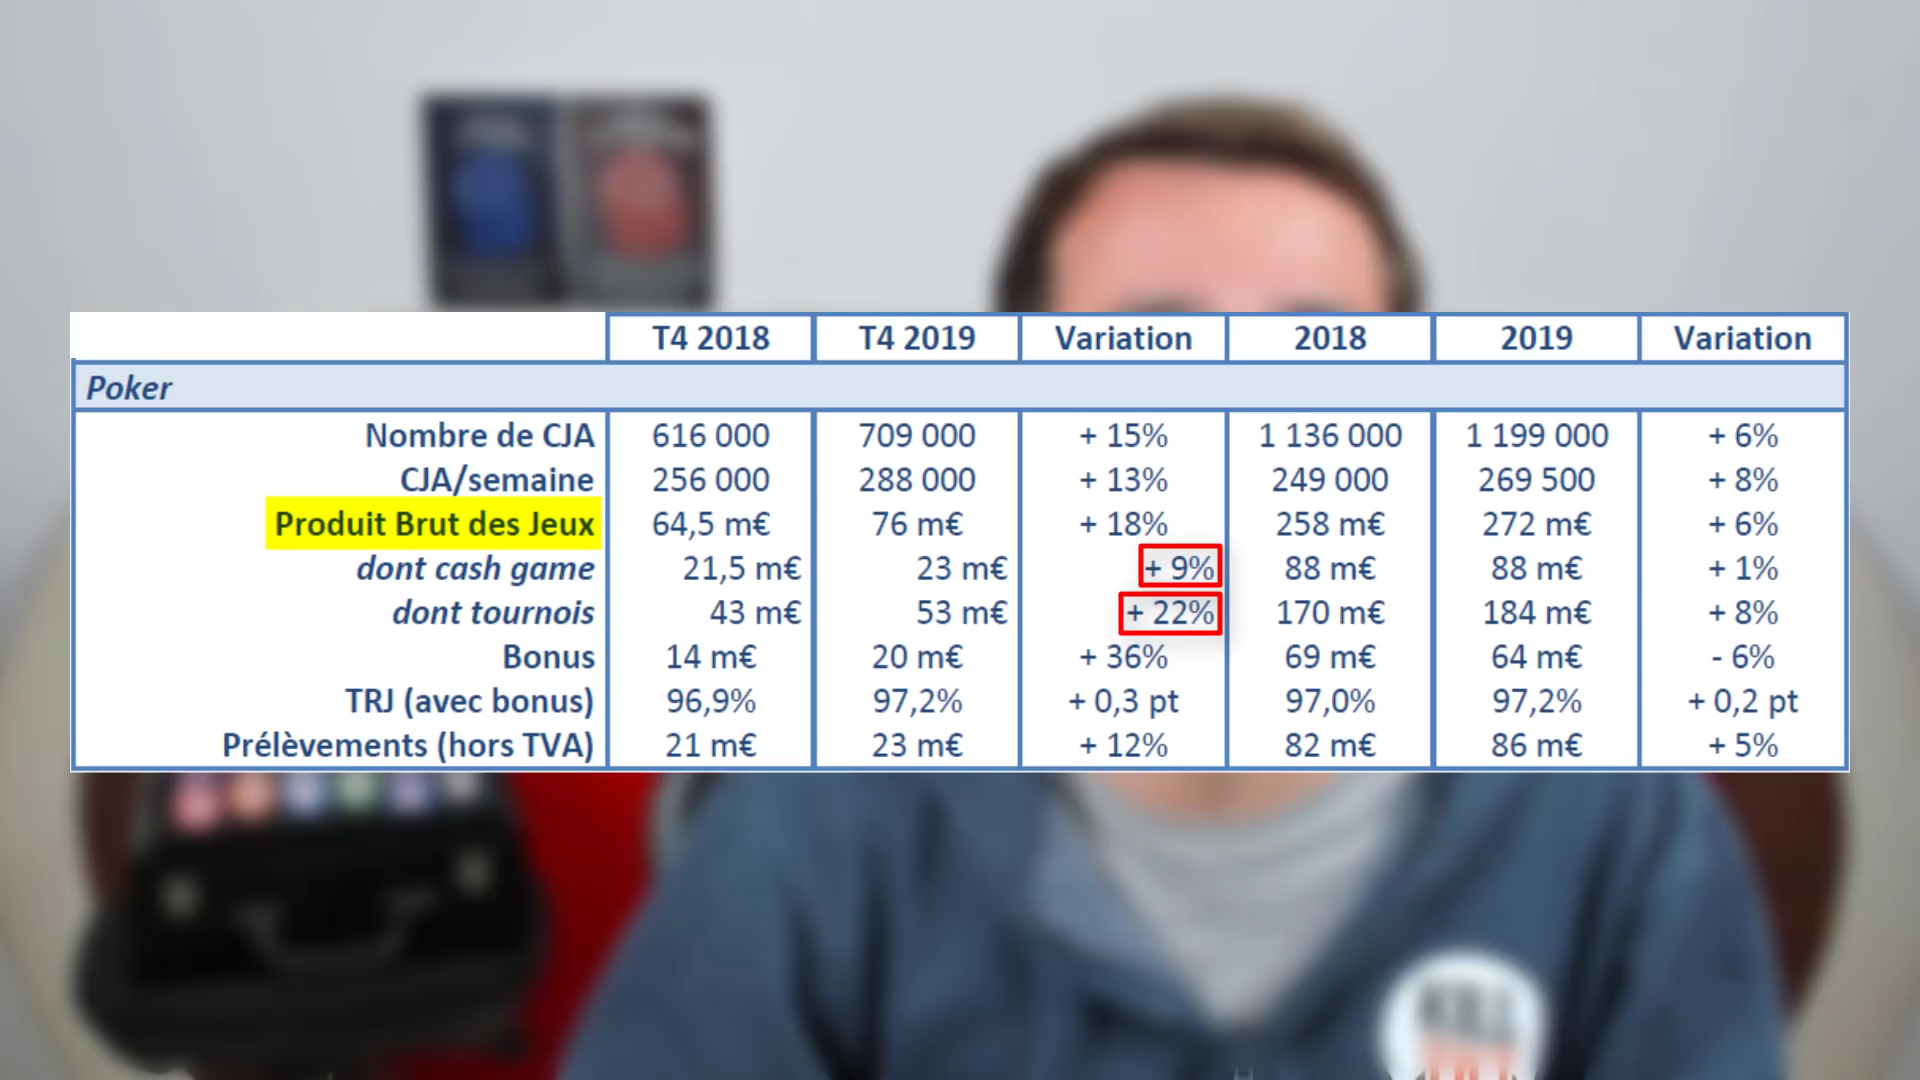 T4 2018 T4 2019 Variation 2018 2019 Variation
Poker
Nombre de CJA 616 000 709 000 + 15% 1 136 000 1 199 000 + 6%
CJA/semaine 256 000 288 000 + 13% 249 000 269 500 + 8%
Produit Brut des Jeux 64,5 m€ 76 m€ + 18% 258 m€ 272 m€ + 6%
dont cash game 21,5 m€ 23 m€ + 9% 88 m€ 88 m€ + 1%
dont tournois 43 m€ 53 m€ + 22% 170 m€ 184 m€ + 8%
Bonus 14 m€ 20 m€ + 36% 69 m€ 64 m€ - 6%
TRJ (avec bonus) 96,9% 97,2% + 0,3 pt 97,0% 97,2% + 0,2 pt
Prélèvements (hors TVA) 21 m€ 23 m€ + 12% 82 m€ 86 m€ + 5%
KILL